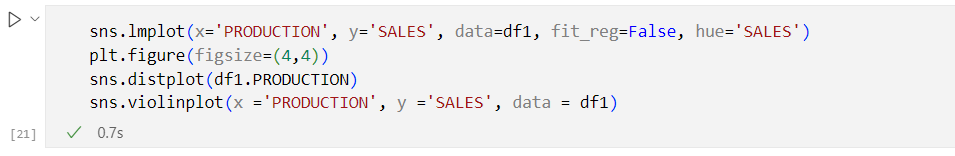 sns.lmplot(x='PRODUCTION', y='SALES', data=df1, fit_reg=False, hue='SALES')
plt.figure(figsize=(4,4))
sns.distplot(df1.PRODUCTION)
sns.violinplot(x ='PRODUCTION', y ='SALES', data = df1)
[21] 0.7s